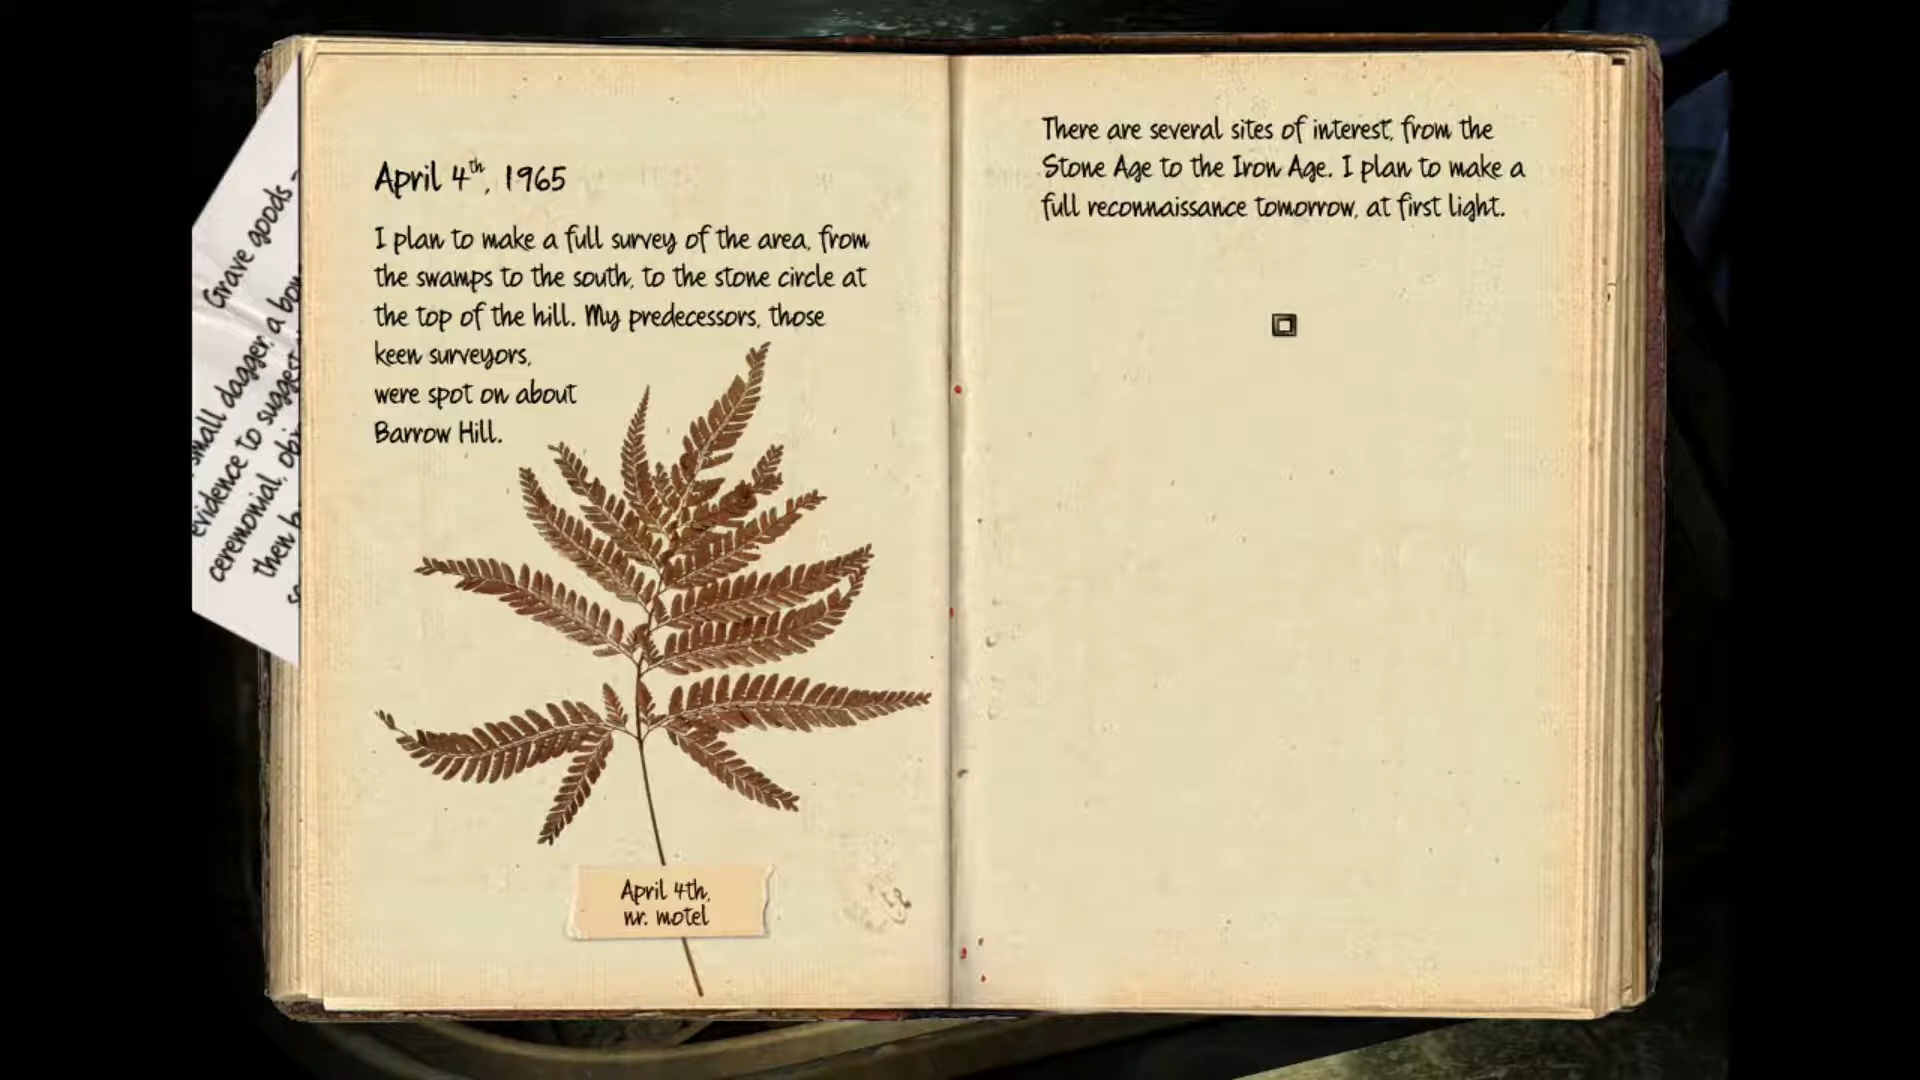 Grave goods -
small dagger, a
evidence to suggest
ceremonial,
then
April 4th, 1965
I plan to make a full survey of the area, from
the swamps to the south, to the stone circle at
the top of the hill. My predecessors, those
keen surveyors,
were spot on about
Barrow Hill.
April 4th,
nr. motel
There are several sites of interest, from the
Stone Age to the Iron Age. I plan to make a
full reconnaissance tomorrow, at first light.